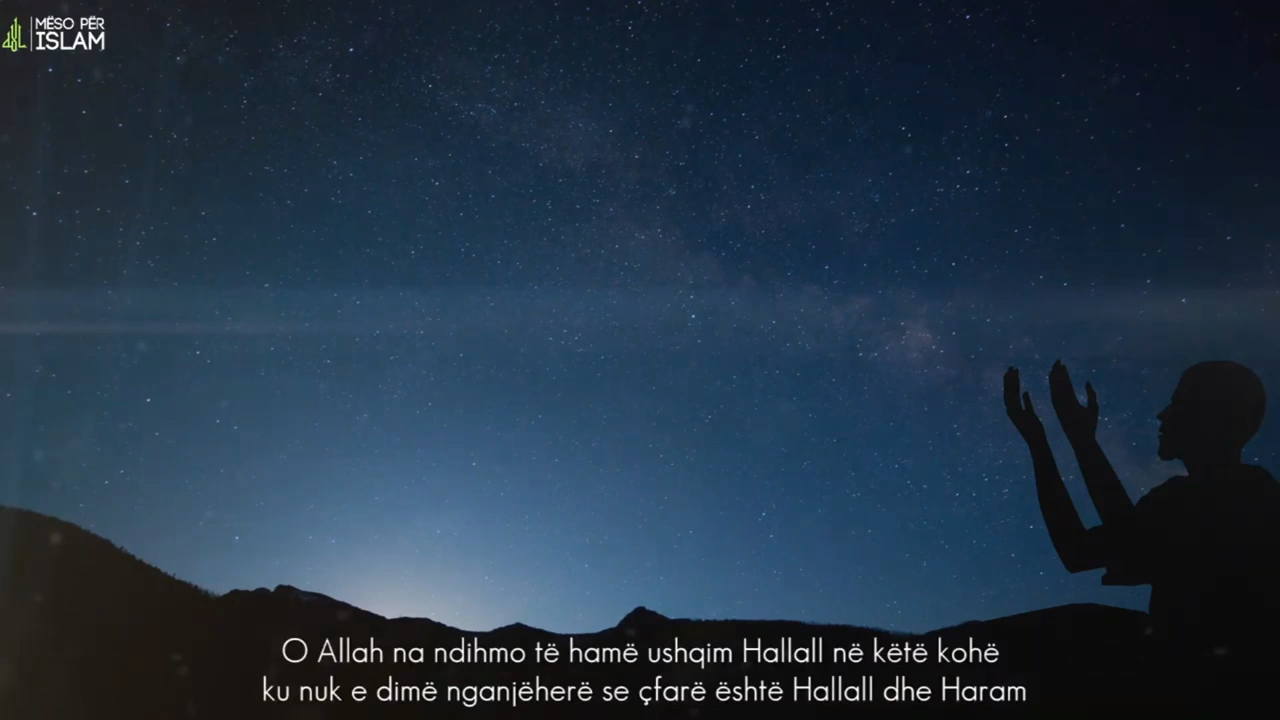 MËSO PËR
ISLAM
O Allah na ndihmo të hamë ushqim Hallall në këtë kohë
ku nuk e dimë nganjëherë se çfarë është Hallall dhe Haram